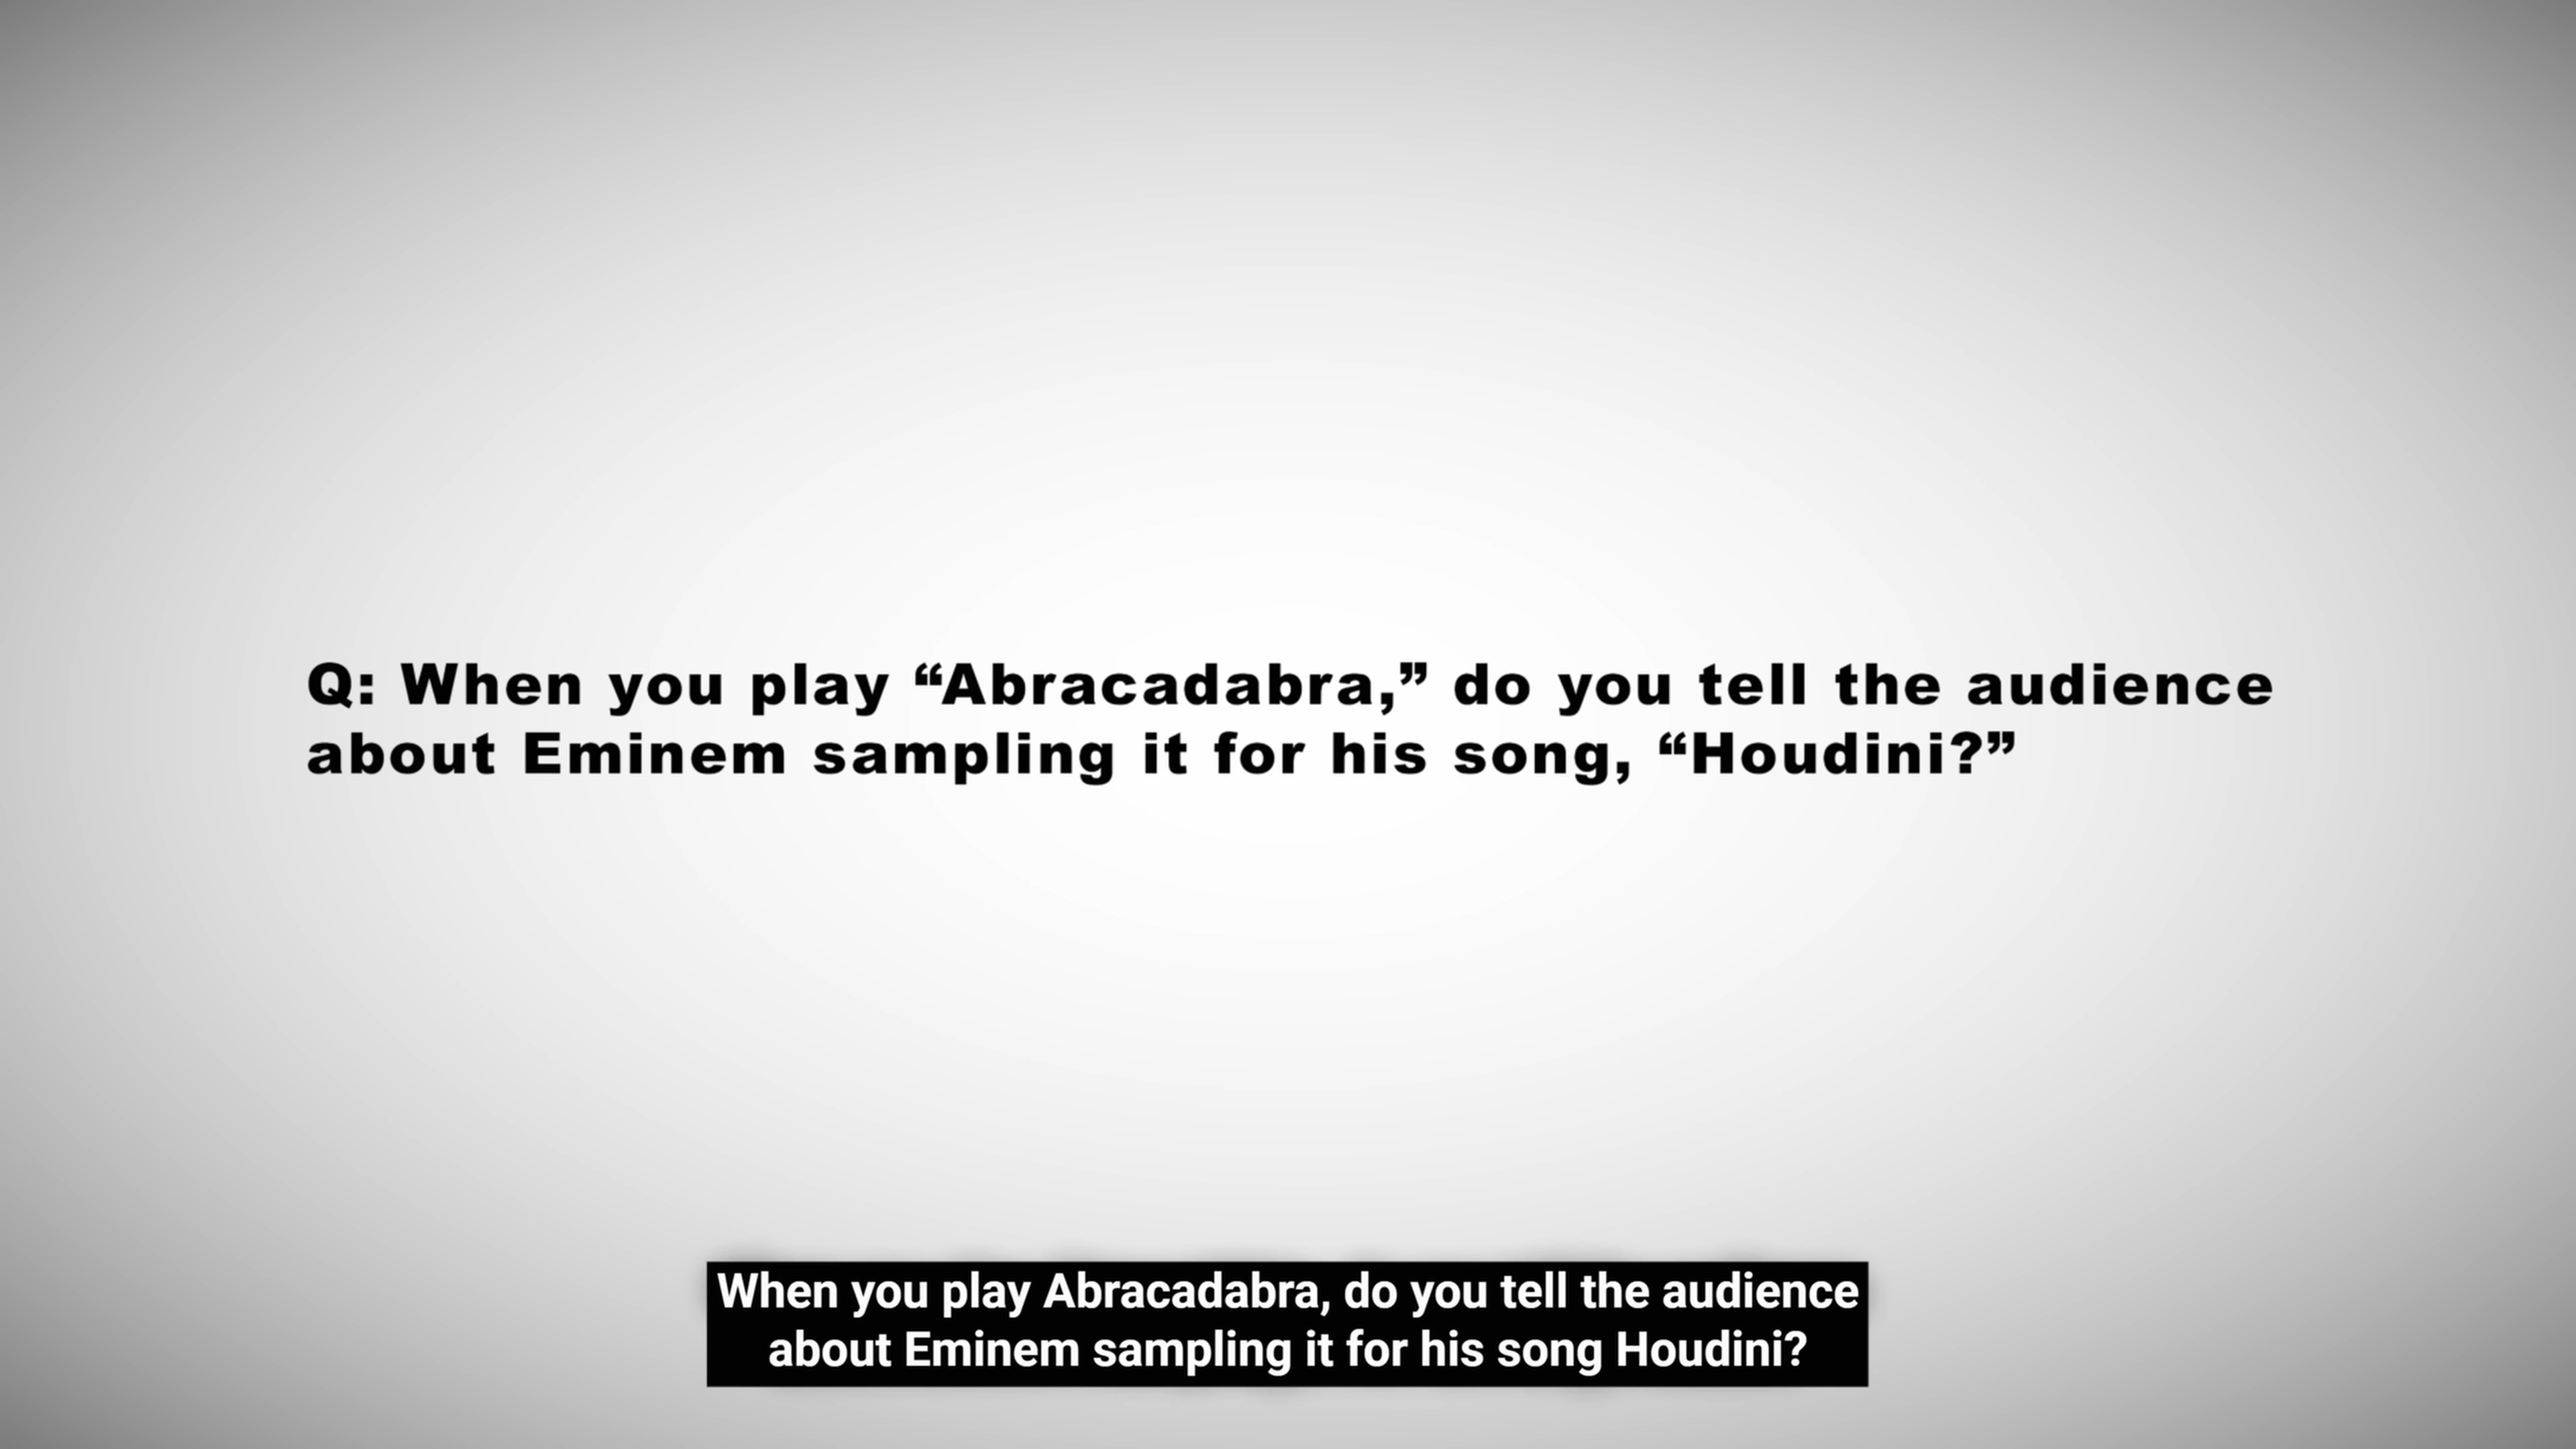 Q: When you play “Abracadabra,” do you tell the audience
about Eminem sampling it for his song, “Houdini?”
When you play Abracadabra, do you tell the audience
about Eminem sampling it for his song Houdini?